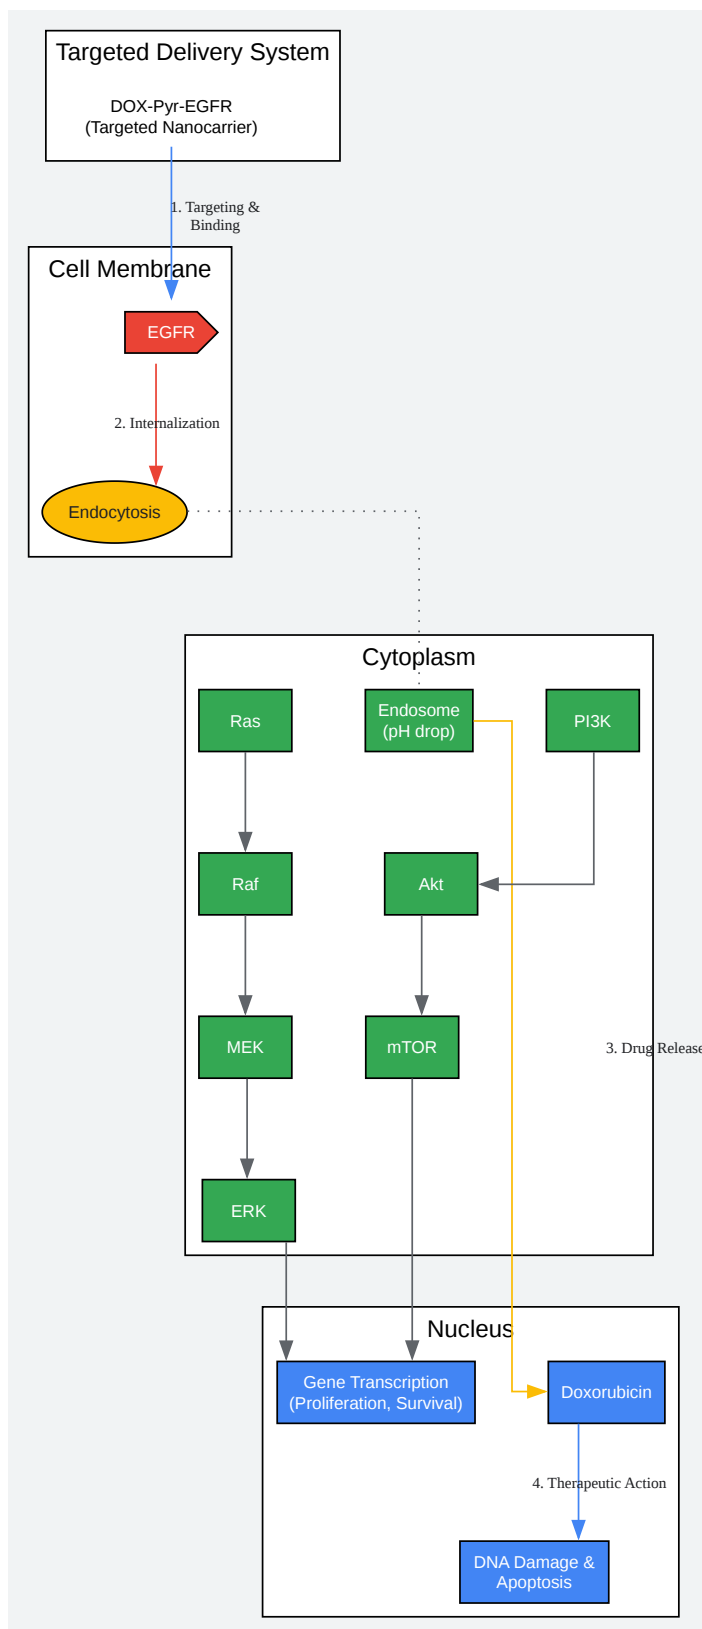 Targeted Delivery System
DOX-Pyr-EGFR
(Targeted Nanocarrier)
1. Targeting &
Binding
Cell Membrane
EGFR
2. Internalization
Endocytosis
Cytoplasm
Ras
Endosome
(pH drop)
PI3K
Raf
Akt
MEK
mTOR
3. Drug Release
ERK
Nucleus
Gene Transcription
(Proliferation, Survival)
Doxorubicin
4. Therapeutic Action
DNA Damage &
Apoptosis